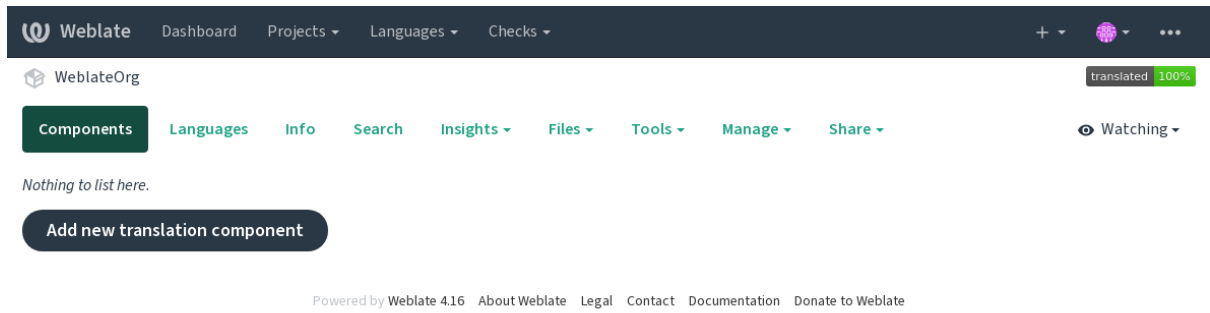 Weblate Dashboard Projects Languages Checks
WeblateOrg translated 100%
Components Languages Info Search Insights Files Tools Manage Share Watching
Nothing to list here.
Add new translation component
Powered by Weblate 4.16 About Weblate Legal Contact Documentation Donate to Weblate